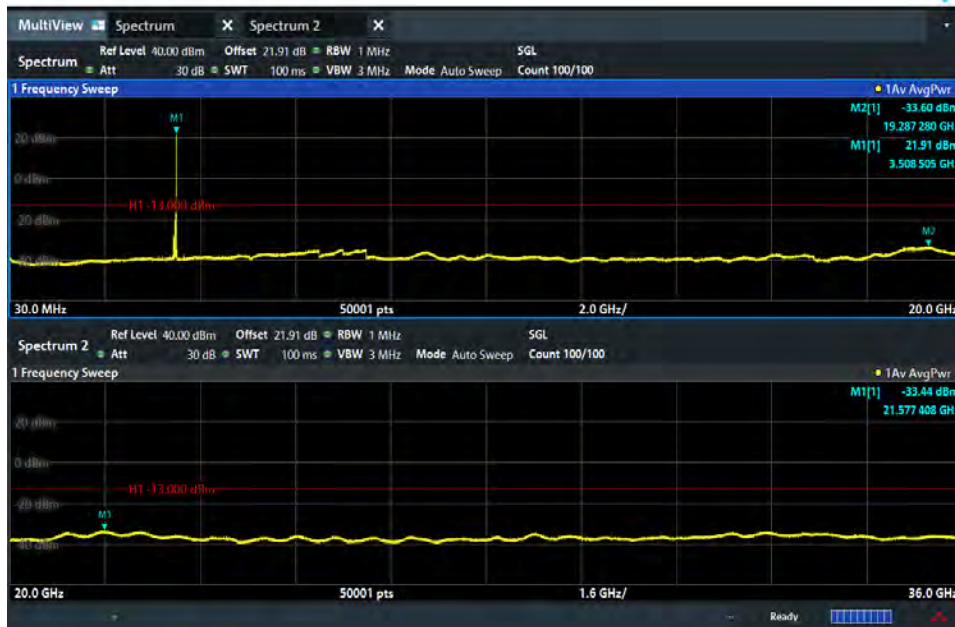 MultiView Spectrum X Spectrum 2 X
Spectrum Ref Level 40.00 dBm Offset 21.91 dB RBW 1 MHz SGL
Att 30 dB SWT 100 ms VBW 3 MHz Mode Auto Sweep Count 100/100
1 Frequency Sweep 1Av AvgPwr
M2[1] -33.60 dBm
19.287 280 GH
M1[1] 21.91 dBm
3.508 505 GH
M1
20 dBm
0 dBm
H1 -13.000 dBm
-20 dBm
M2
-40 dBm
30.0 MHz 50001 pts 2.0 GHz/ 20.0 GHz
Spectrum 2 Ref Level 40.00 dBm Offset 21.91 dB RBW 1 MHz SGL
Att 30 dB SWT 100 ms VBW 3 MHz Mode Auto Sweep Count 100/100
1 Frequency Sweep 1Av AvgPwr
M1[1] -33.44 dBm
21.577 408 GH
20 dBm
0 dBm
H1 -13.000 dBm
-20 dBm
M1
-40 dBm
20.0 GHz 50001 pts 1.6 GHz/ 36.0 GHz
Ready